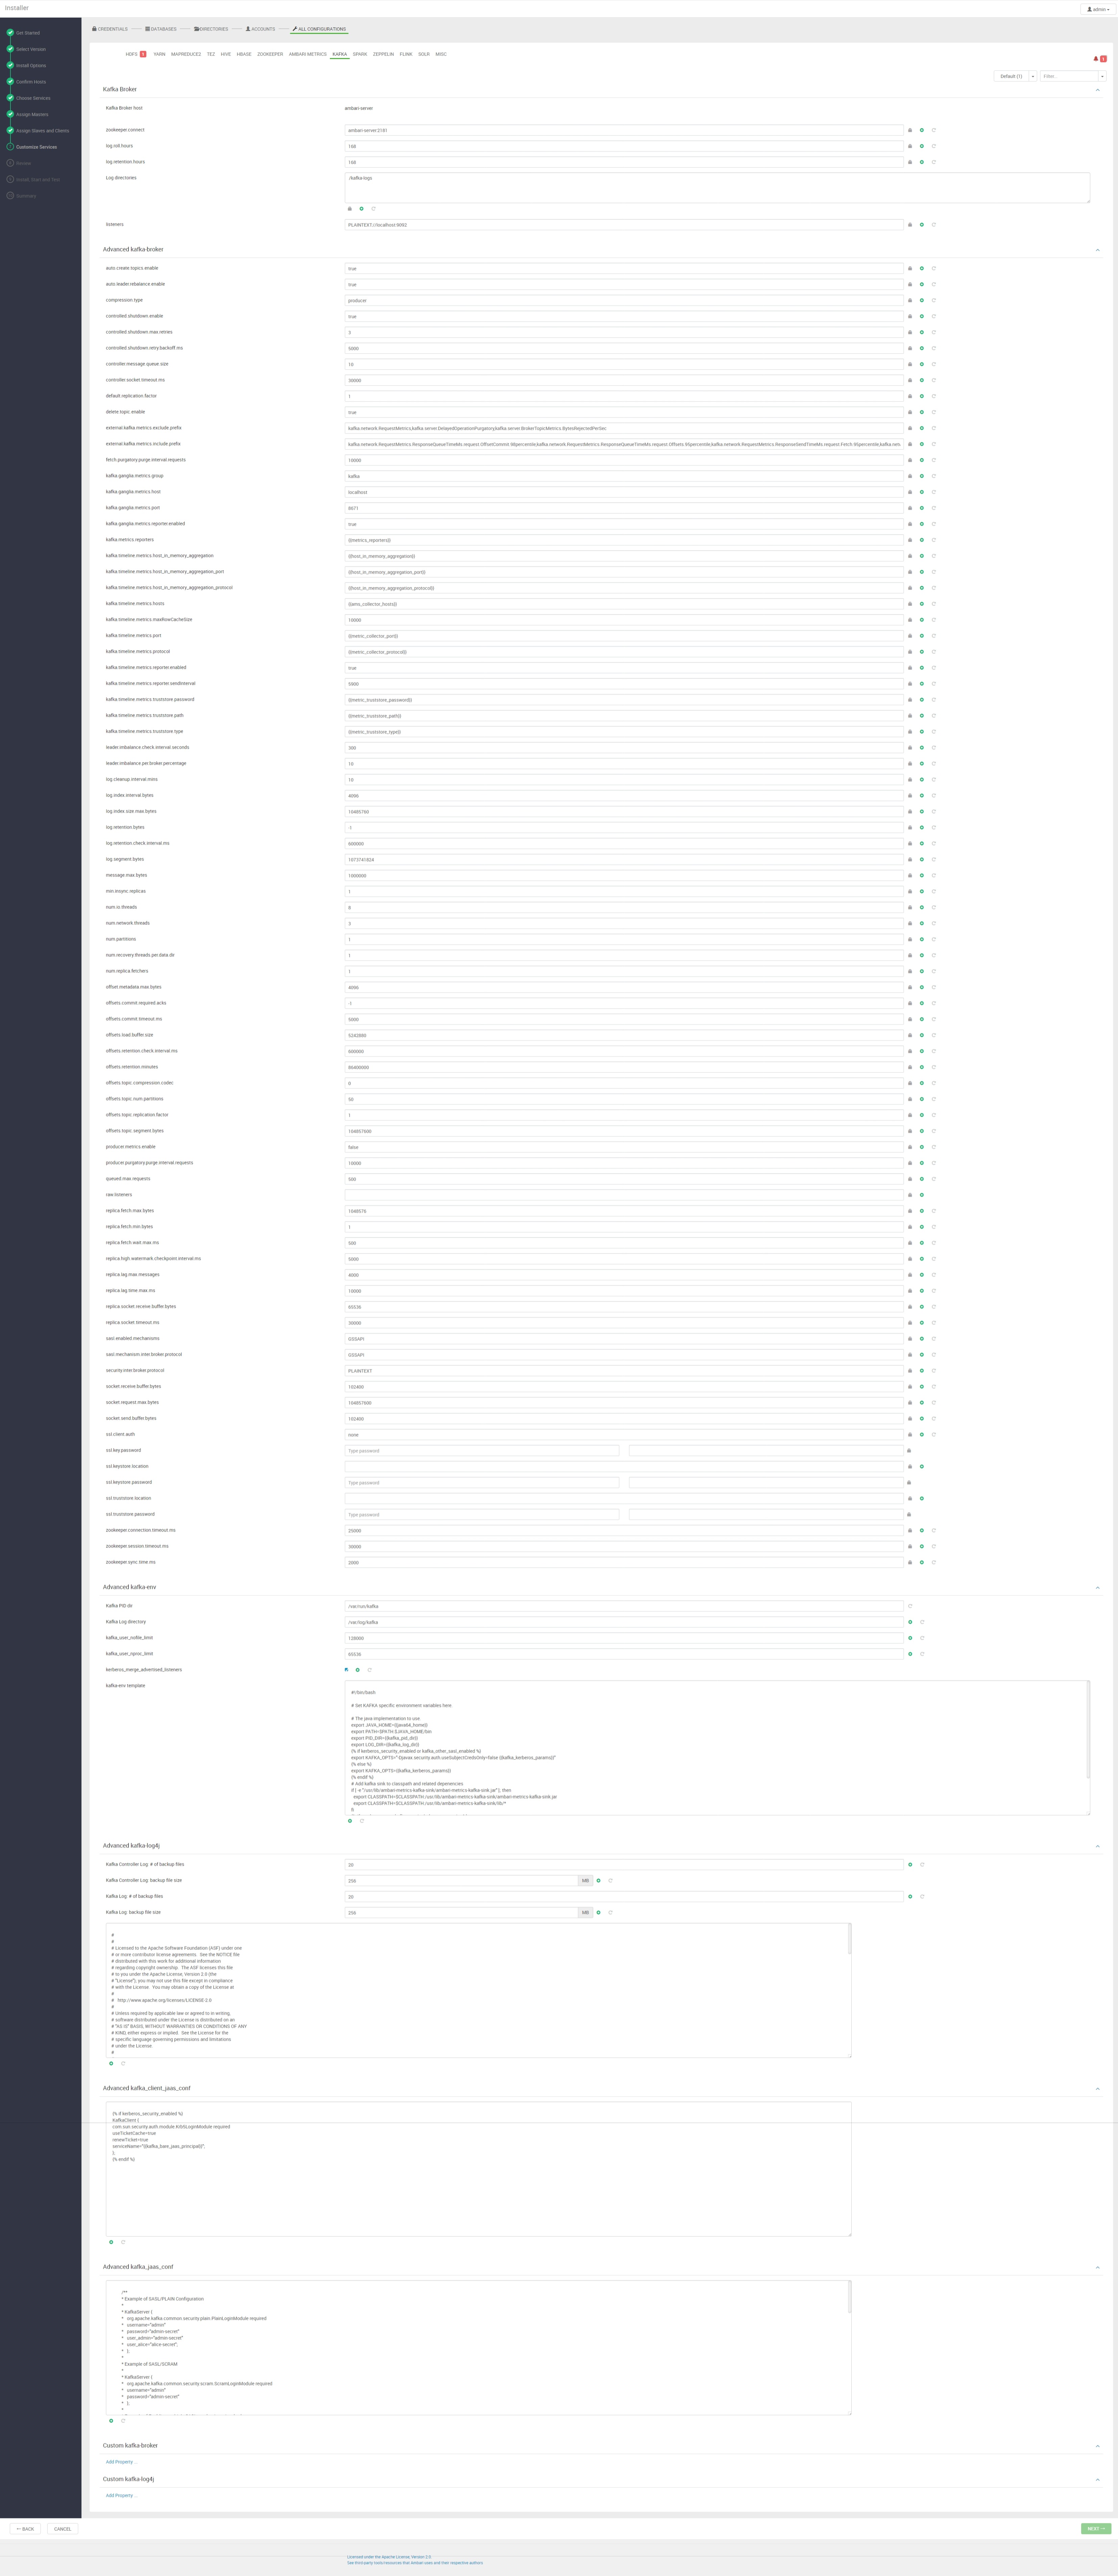 Installer
admin
Get Started
Select Version
Install Options
Confirm Hosts
Choose Services
Assign Masters
Assign Slaves and Clients
Customize Services
Review
Install, Start and Test
Summary
CREDENTIALS DATABASES DIRECTORIES ACCOUNTS ALL CONFIGURATIONS
HDFS YARN MAPREDUCE2 TEZ HIVE HBASE ZOOKEEPER AMBARI METRICS KAFKA SPARK ZEPPELIN FLINK SOLR MISC
Default (1) Filter...
Kafka Broker
Kafka Broker host ambari-server
zookeeper.connect ambari-server:2181
log.roll.hours 168
log.retention.hours 168
Log directories /kafka-logs
listeners PLAINTEXT://localhost:9092
Advanced kafka-broker
auto.create.topics.enable true
auto.leader.rebalance.enable true
compression.type producer
controlled.shutdown.enable true
controlled.shutdown.max.retries 3
controlled.shutdown.retry.backoff.ms 5000
controller.message.queue.size 10
controller.socket.timeout.ms 30000
default.replication.factor 1
delete.topic.enable true
external.kafka.metrics.exclude.prefix kafka.network.RequestMetrics,kafka.server.DelayedOperationPurgatory,kafka.server.BrokerTopicMetrics.BytesRejectedPerSec
external.kafka.metrics.include.prefix kafka.network.RequestMetrics.ResponseQueueTimeMs.request.OffsetCommit.98percentile,kafka.network.RequestMetrics.ResponseQueueTimeMs.request.Offsets.95percentile,kafka.network.RequestMetrics.ResponseSendTimeMs.request.Fetch.95percentile,kafka.netw
fetch.purgatory.purge.interval.requests 10000
kafka.ganglia.metrics.group kafka
kafka.ganglia.metrics.host localhost
kafka.ganglia.metrics.port 8671
kafka.ganglia.metrics.reporter.enabled true
kafka.metrics.reporters {{metrics_reporters}}
kafka.timeline.metrics.host_in_memory_aggregation {{host_in_memory_aggregation}}
kafka.timeline.metrics.host_in_memory_aggregation_port {{host_in_memory_aggregation_port}}
kafka.timeline.metrics.host_in_memory_aggregation_protocol {{host_in_memory_aggregation_protocol}}
kafka.timeline.metrics.hosts {{ams_collector_hosts}}
kafka.timeline.metrics.maxRowCacheSize 10000
kafka.timeline.metrics.port {{metric_collector_port}}
kafka.timeline.metrics.protocol {{metric_collector_protocol}}
kafka.timeline.metrics.reporter.enabled true
kafka.timeline.metrics.reporter.sendInterval 5900
kafka.timeline.metrics.truststore.password {{metric_truststore_password}}
kafka.timeline.metrics.truststore.path {{metric_truststore_path}}
kafka.timeline.metrics.truststore.type {{metric_truststore_type}}
leader.imbalance.check.interval.seconds 300
leader.imbalance.per.broker.percentage 10
log.cleanup.interval.mins 10
log.index.interval.bytes 4096
log.index.size.max.bytes 10485760
log.retention.bytes -1
log.retention.check.interval.ms 600000
log.segment.bytes 1073741824
message.max.bytes 1000000
min.insync.replicas 1
num.io.threads 8
num.network.threads 3
num.partitions 1
num.recovery.threads.per.data.dir 1
num.replica.fetchers 1
offset.metadata.max.bytes 4096
offsets.commit.required.acks -1
offsets.commit.timeout.ms 5000
offsets.load.buffer.size 5242880
offsets.retention.check.interval.ms 600000
offsets.retention.minutes 86400000
offsets.topic.compression.codec 0
offsets.topic.num.partitions 50
offsets.topic.replication.factor 1
offsets.topic.segment.bytes 104857600
producer.metrics.enable false
producer.purgatory.purge.interval.requests 10000
queued.max.requests 500
raw.listeners
replica.fetch.max.bytes 1048576
replica.fetch.min.bytes 1
replica.fetch.wait.max.ms 500
replica.high.watermark.checkpoint.interval.ms 5000
replica.lag.max.messages 4000
replica.lag.time.max.ms 10000
replica.socket.receive.buffer.bytes 65536
replica.socket.timeout.ms 30000
sasl.enabled.mechanisms GSSAPI
sasl.mechanism.inter.broker.protocol GSSAPI
security.inter.broker.protocol PLAINTEXT
socket.receive.buffer.bytes 102400
socket.request.max.bytes 104857600
socket.send.buffer.bytes 102400
ssl.client.auth none
ssl.key.password Type password
ssl.keystore.location
ssl.keystore.password Type password
ssl.truststore.location
ssl.truststore.password Type password
zookeeper.connection.timeout.ms 25000
zookeeper.session.timeout.ms 30000
zookeeper.sync.time.ms 2000
Advanced kafka-env
Kafka PID dir /var/run/kafka
Kafka Log directory /var/log/kafka
kafka_user_nofile_limit 128000
kafka_user_nproc_limit 65536
kerberos_merge_advertised_listeners
kafka-env template
#!/bin/bash
# Set KAFKA specific environment variables here.
# The java implementation to use.
export JAVA_HOME={{java64_home}}
export PATH=$PATH:$JAVA_HOME/bin
export PID_DIR={{kafka_pid_dir}}
export LOG_DIR={{kafka_log_dir}}
{% if kerberos_security_enabled or kafka_other_sasl_enabled %}
export KAFKA_OPTS="-Djavax.security.auth.useSubjectCredsOnly=false {{kafka_kerberos_params}}"
{% else %}
export KAFKA_OPTS={{kafka_kerberos_params}}
{% endif %}
# Add kafka sink to classpath and related depenencies
if [ -e "/usr/lib/ambari-metrics-kafka-sink/ambari-metrics-kafka-sink.jar" ]; then
export CLASSPATH=$CLASSPATH:/usr/lib/ambari-metrics-kafka-sink/ambari-metrics-kafka-sink.jar
export CLASSPATH=$CLASSPATH:/usr/lib/ambari-metrics-kafka-sink/lib/*
fi
Advanced kafka-log4j
Kafka Controller Log: # of backup files 20
Kafka Controller Log: backup file size 256 MB
Kafka Log: # of backup files 20
Kafka Log: backup file size 256 MB
#
#
# Licensed to the Apache Software Foundation (ASF) under one
# or more contributor license agreements. See the NOTICE file
# distributed with this work for additional information
# regarding copyright ownership. The ASF licenses this file
# to you under the Apache License, Version 2.0 (the
# "License"); you may not use this file except in compliance
# with the License. You may obtain a copy of the License at
#
# http://www.apache.org/licenses/LICENSE-2.0
#
# Unless required by applicable law or agreed to in writing,
# software distributed under the License is distributed on an
# "AS IS" BASIS, WITHOUT WARRANTIES OR CONDITIONS OF ANY
# KIND, either express or implied. See the License for the
# specific language governing permissions and limitations
# under the License.
#
Advanced kafka_client_jaas_conf
{% if kerberos_security_enabled %}
KafkaClient {
com.sun.security.auth.module.Krb5LoginModule required
useTicketCache=true
renewTicket=true
serviceName="{{kafka_bare_jaas_principal}}";
};
{% endif %}
Advanced kafka_jaas_conf
/**
* Example of SASL/PLAIN Configuration
*
* KafkaServer {
* org.apache.kafka.common.security.plain.PlainLoginModule required
* username="admin"
* password="admin-secret"
* user_admin="admin-secret"
* user_alice="alice-secret";
* };
*
* Example of SASL/SCRAM
*
* KafkaServer {
* org.apache.kafka.common.security.scram.ScramLoginModule required
* username="admin"
* password="admin-secret"
* };
*
Custom kafka-broker
Add Property ...
Custom kafka-log4j
Add Property ...
← BACK CANCEL NEXT →
Licensed under the Apache License, Version 2.0.
See third-party tools/resources that Ambari uses and their respective authors